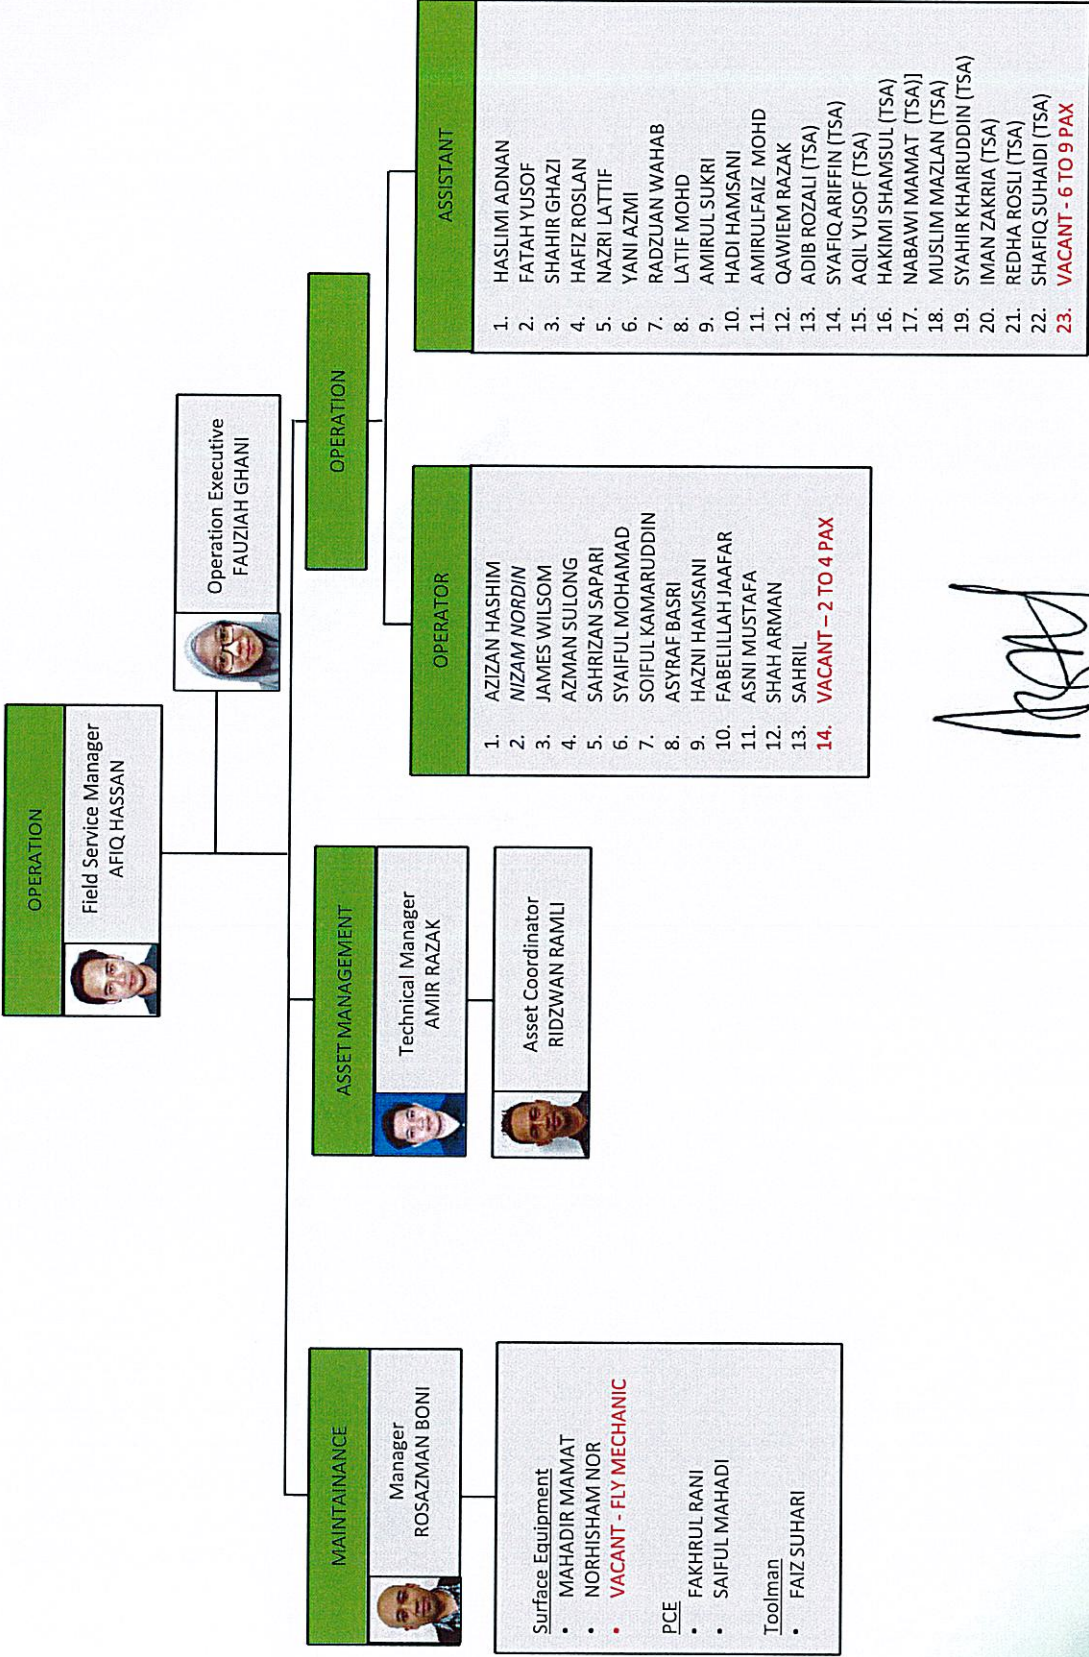 OPERATION
Field Service Manager
AFIQ HASSAN
Operation Executive
FAUZIAH GHANI
MAINTAINANCE
Manager
ROSAZMAN BONI
Surface Equipment
• MAHADIR MAMAT
• NORHISHAM NOR
• VACANT - FLY MECHANIC
PCE
• FAKHRUL RANI
• SAIFUL MAHADI
Toolman
• FAIZ SUHARI
ASSET MANAGEMENT
Technical Manager
AMIR RAZAK
Asset Coordinator
RIDZWAN RAMLI
OPERATION
OPERATOR
1. AZIZAN HASHIM
2. NIZAM NORDIN
3. JAMES WILSOM
4. AZMAN SULONG
5. SAHRIZAN SAPARI
6. SYAIFUL MOHAMAD
7. SOIFUL KAMARUDDIN
8. ASYRAF BASRI
9. HAZNI HAMSANI
10. FABELILLAH JAAFAR
11. ASNI MUSTAFA
12. SHAH ARMAN
13. SAHRIL
14. VACANT – 2 TO 4 PAX
ASSISTANT
1. HASLIMI ADNAN
2. FATAH YUSOF
3. SHAHIR GHAZI
4. HAFIZ ROSLAN
5. NAZRI LATTIF
6. YANI AZMI
7. RADZUAN WAHAB
8. LATIF MOHD
9. AMIRUL SUKRI
10. HADI HAMSANI
11. AMIRULFAIZ MOHD
12. QAWIEM RAZAK
13. ADIB ROZALI (TSA)
14. SYAFIQ ARIFFIN (TSA)
15. AQIL YUSOF (TSA)
16. HAKIMI SHAMSUL (TSA)
17. NABAWI MAMAT (TSA)]
18. MUSLIM MAZLAN (TSA)
19. SYAHIR KHAIRUDDIN (TSA)
20. IMAN ZAKRIA (TSA)
21. REDHA ROSLI (TSA)
22. SHAFIQ SUHAIDI (TSA)
23. VACANT - 6 TO 9 PAX